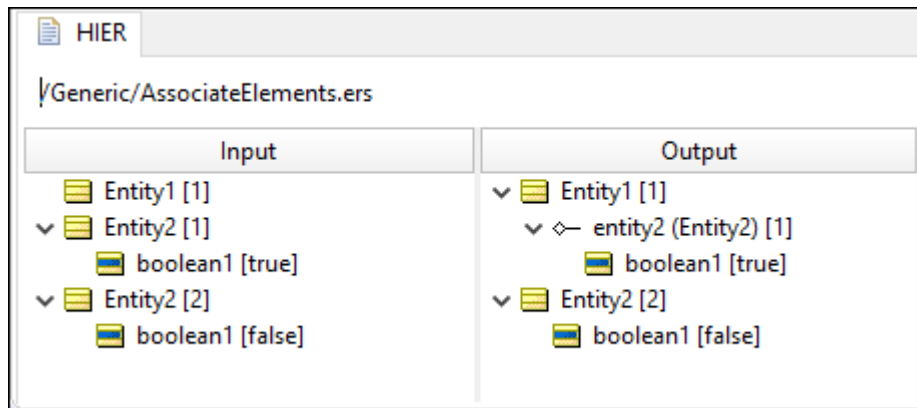 HIER
/Generic/AssociateElements.ers
Input
Output
Entity1 [1]
Entity2 [1]
boolean1 [true]
Entity2 [2]
boolean1 [false]
Entity1 [1]
entity2 (Entity2) [1]
boolean1 [true]
Entity2 [2]
boolean1 [false]